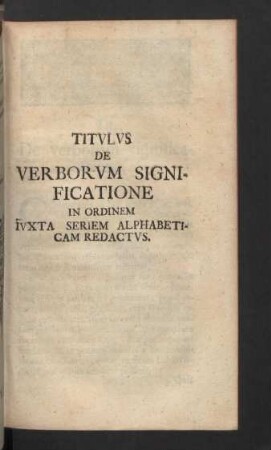 TITVLVS
DE
VERBORVM SIGNI-
FICATIONE
IN ORDINEM
IVXTA SERIEM ALPHABETI-
CAM REDACTVS.